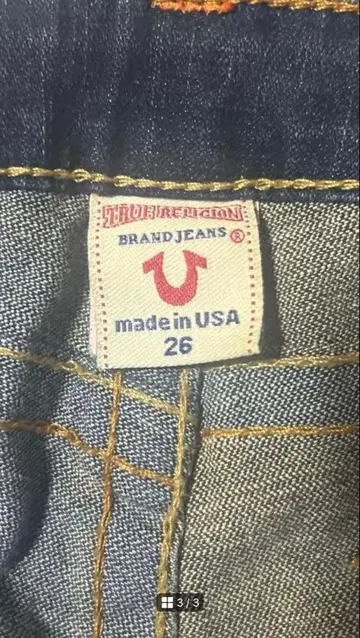 TRUE RELIGION
BRAND JEANS ®
made in USA
26
3 / 3